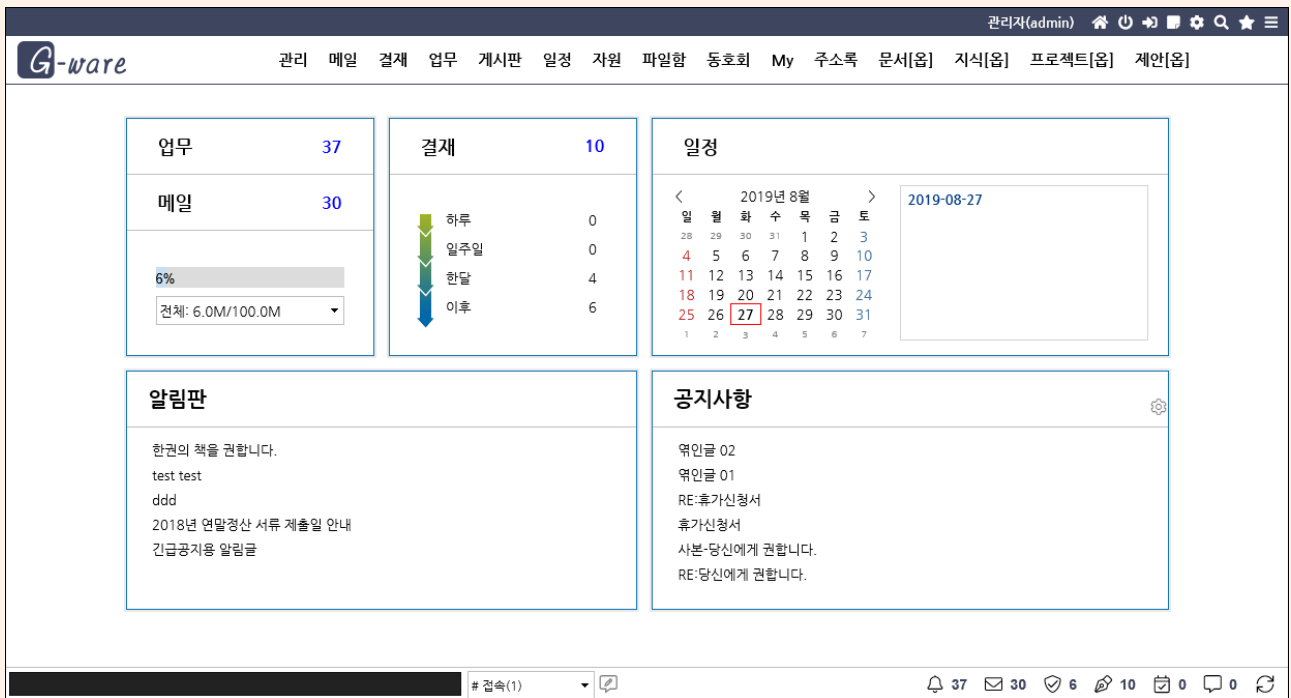 관리자(admin)
G-ware 관리 메일 결재 업무 게시판 일정 자원 파일함 동호회 My 주소록 문서[옵] 지식[옵] 프로젝트[옵] 제안[옵]
업무 37
메일 30
6%
전체: 6.0M/100.0M
결재 10
하루 0
일주일 0
한달 4
이후 6
일정
2019년 8월
일 월 화 수 목 금 토
28 29 30 31 1 2 3
4 5 6 7 8 9 10
11 12 13 14 15 16 17
18 19 20 21 22 23 24
25 26 27 28 29 30 31
1 2 3 4 5 6 7
2019-08-27
알림판
한권의 책을 권합니다.
test test
ddd
2018년 연말정산 서류 제출일 안내
긴급공지용 알림글
공지사항
엮인글 02
엮인글 01
RE:휴가신청서
휴가신청서
사본-당신에게 권합니다.
RE:당신에게 권합니다.
# 접속(1) 37 30 6 10 0 0